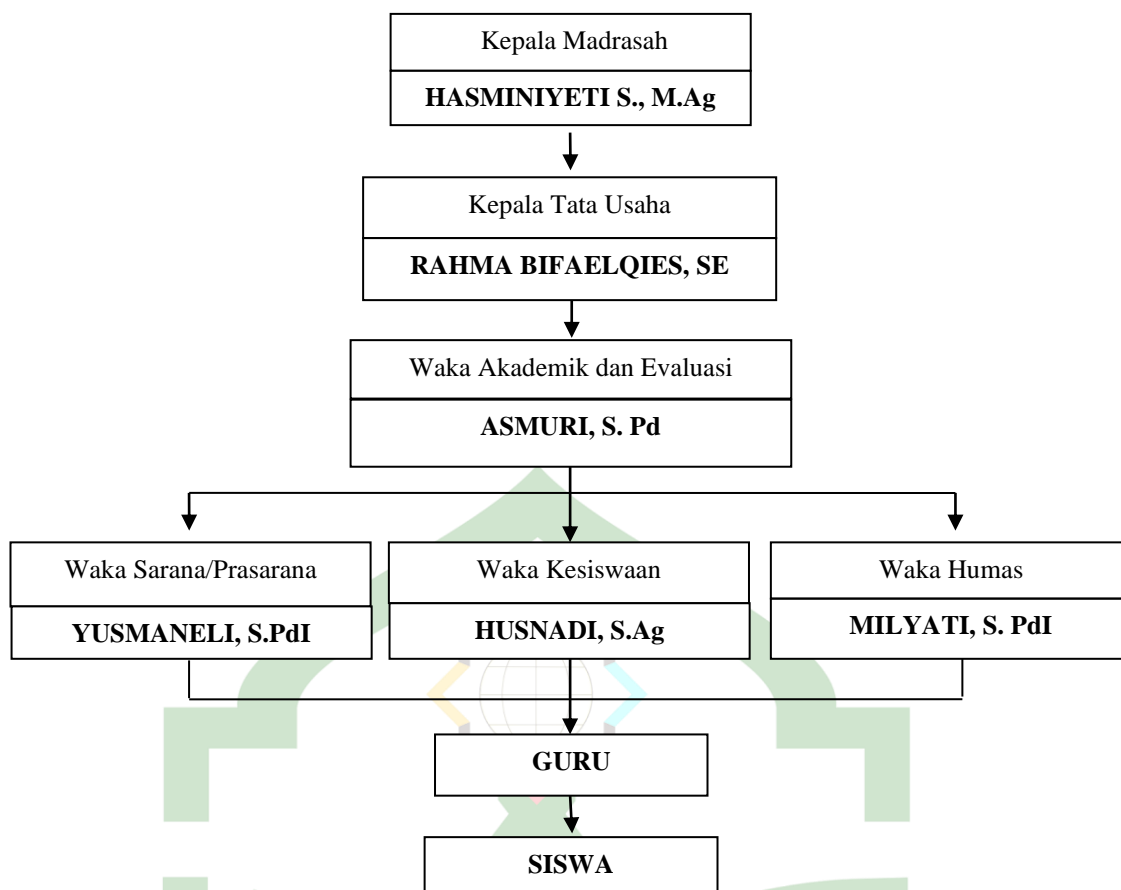 Kepala Madrasah
HASMINIYETI S., M.Ag
Kepala Tata Usaha
RAHMA BIFAELQIES, SE
Waka Akademik dan Evaluasi
ASMURI, S. Pd
Waka Sarana/Prasarana
YUSMANELI, S.PdI
Waka Kesiswaan
HUSNADI, S.Ag
Waka Humas
MILYATI, S. PdI
GURU
SISWA